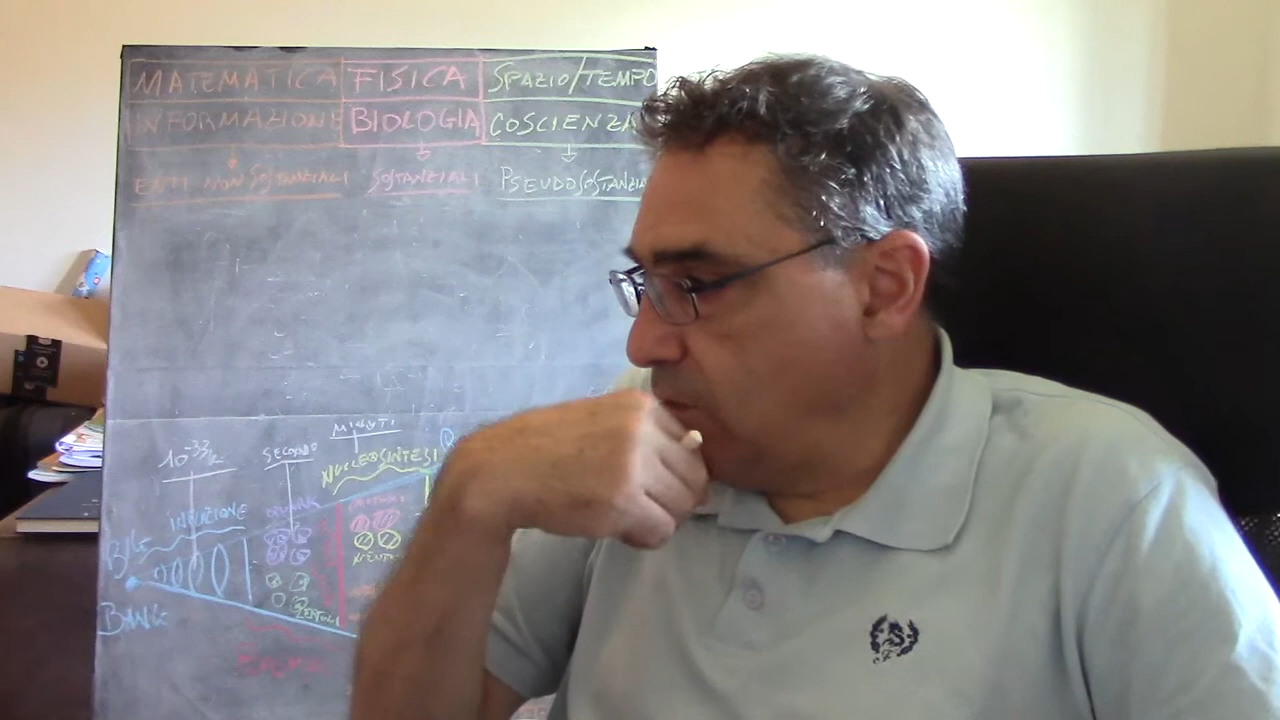 MATEMATICA FISICA SPAZIO/TEMPO
INFORMAZIONE BIOLOGIA COSCIENZA
ENTI NON SOSTANZIALI SOSTANZIALI PSEUDOSOSTANZIA
MINUTI
10⁻³³
SECONDO
NUCLEOSINTESI
INFLAZIONE
QUARK
BIG
BANG